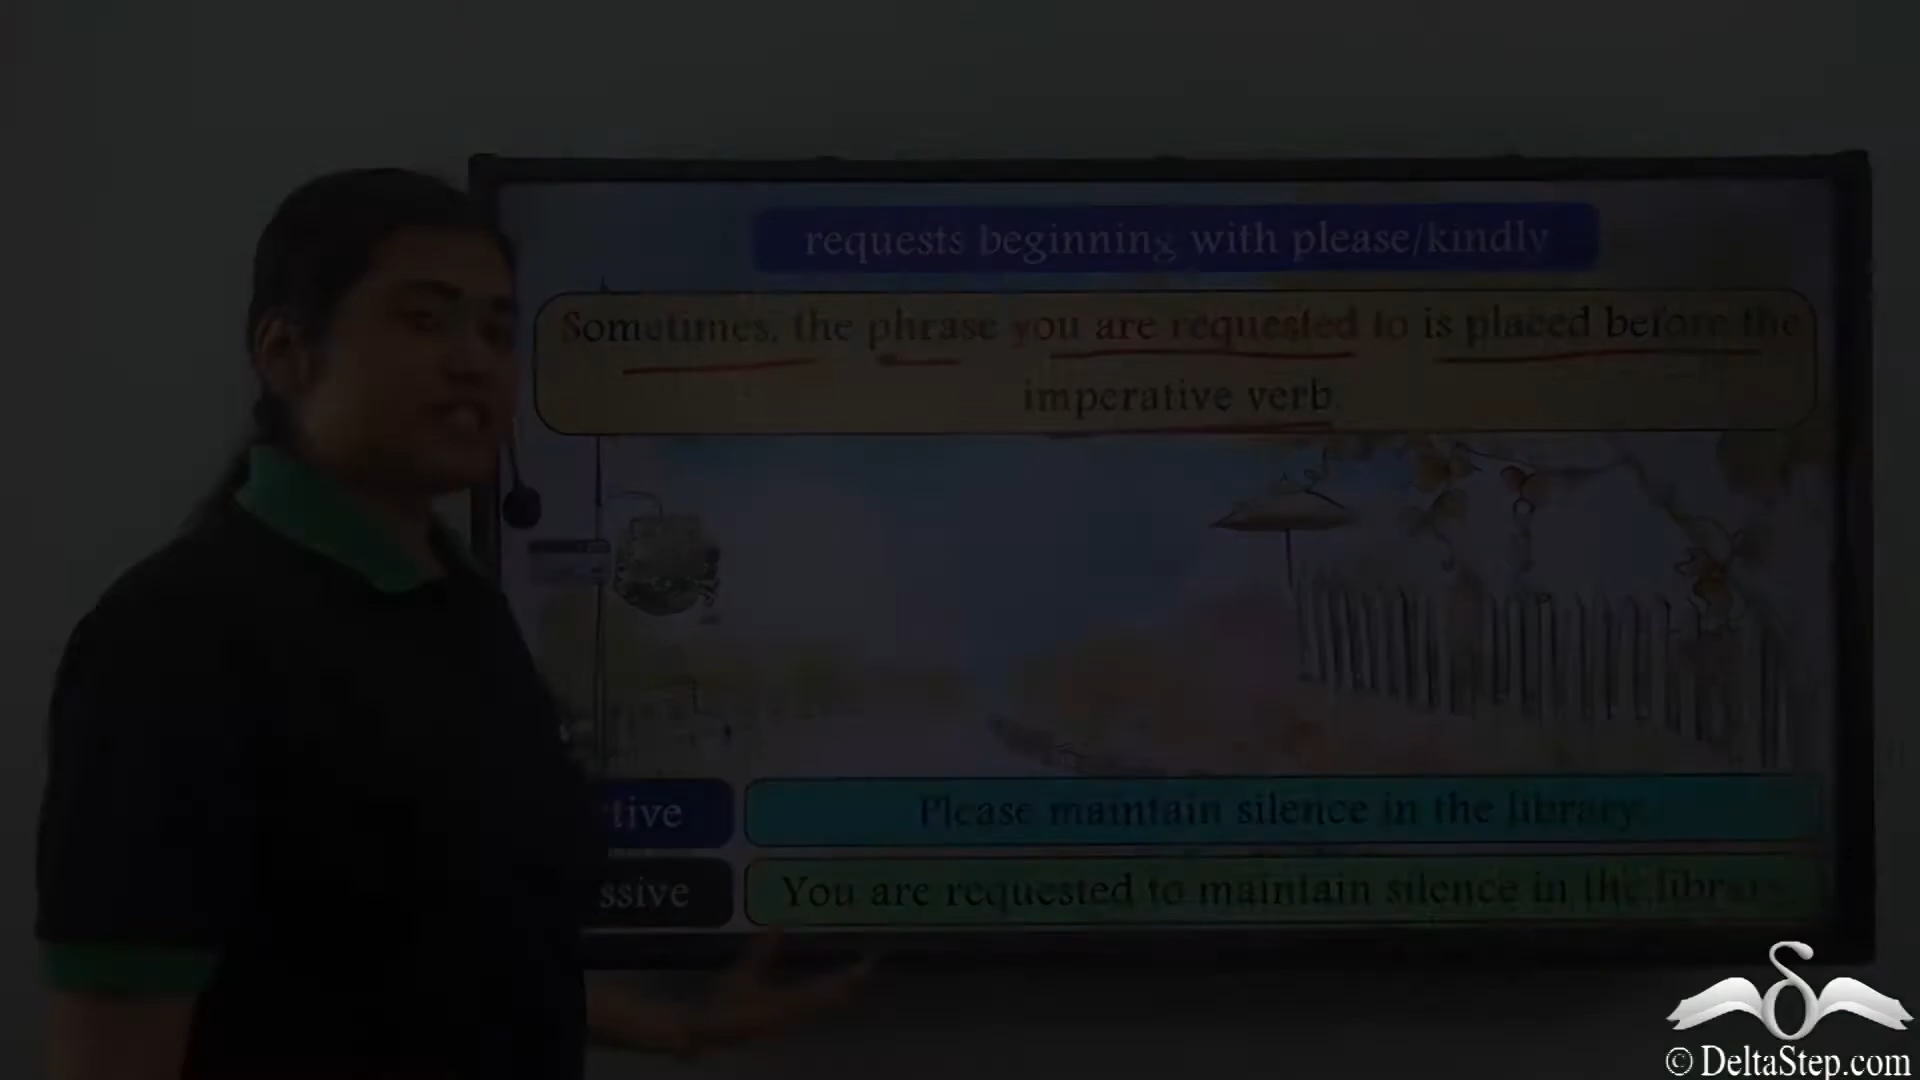 requests beginning with please/kindly
Sometimes, the phrase you are requested to is placed before the
imperative verb.
tive
Please maintain silence in the library.
ssive
You are requested to maintain silence in the library.
© DeltaStep.com